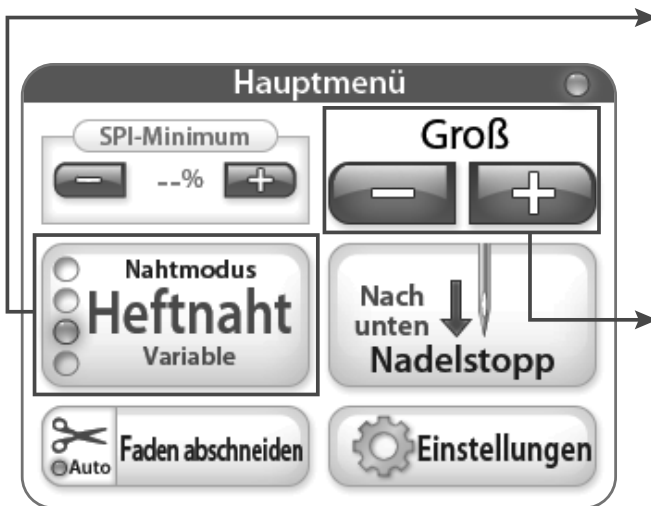 Hauptmenü
SPI-Minimum
--%
Groß
Nahtmodus
Heftnaht
Variable
Nach
unten
Nadelstopp
Auto
Faden abschneiden
Einstellungen